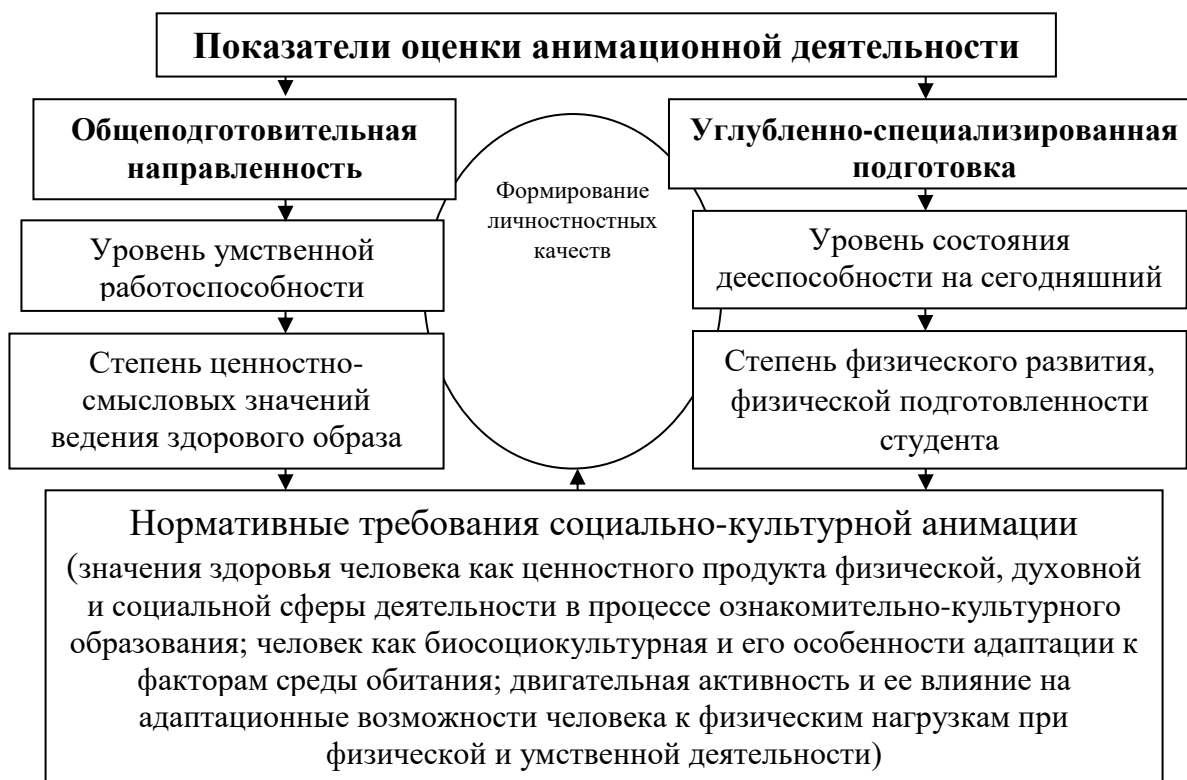 Показатели оценки анимационной деятельности
Общеподготовительная
направленность
Углубленно-специализированная
подготовка
Формирование
личностностных
качеств
Уровень умственной
работоспособности
Уровень состояния
дееспособности на сегодняшний
Степень ценностно-
смысловых значений
ведения здорового образа
Степень физического развития,
физической подготовленности
студента
Нормативные требования социально-культурной анимации
(значения здоровья человека как ценностного продукта физической, духовной
и социальной сферы деятельности в процессе ознакомительно-культурного
образования; человек как биосоциокультурная и его особенности адаптации к
факторам среды обитания; двигательная активность и ее влияние на
адаптационные возможности человека к физическим нагрузкам при
физической и умственной деятельности)